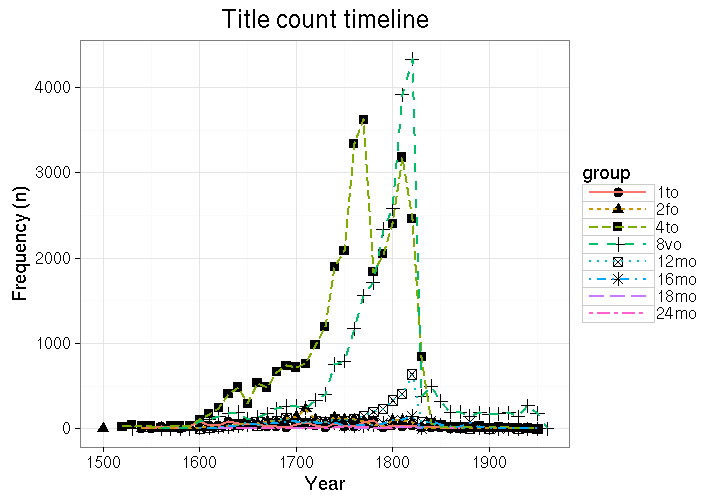 Title count timeline
4000
3000
2000
1000
0
Frequency (n)
1500
1600
1700
1800
1900
Year
group
1to
2fo
4to
8vo
12mo
16mo
18mo
24mo